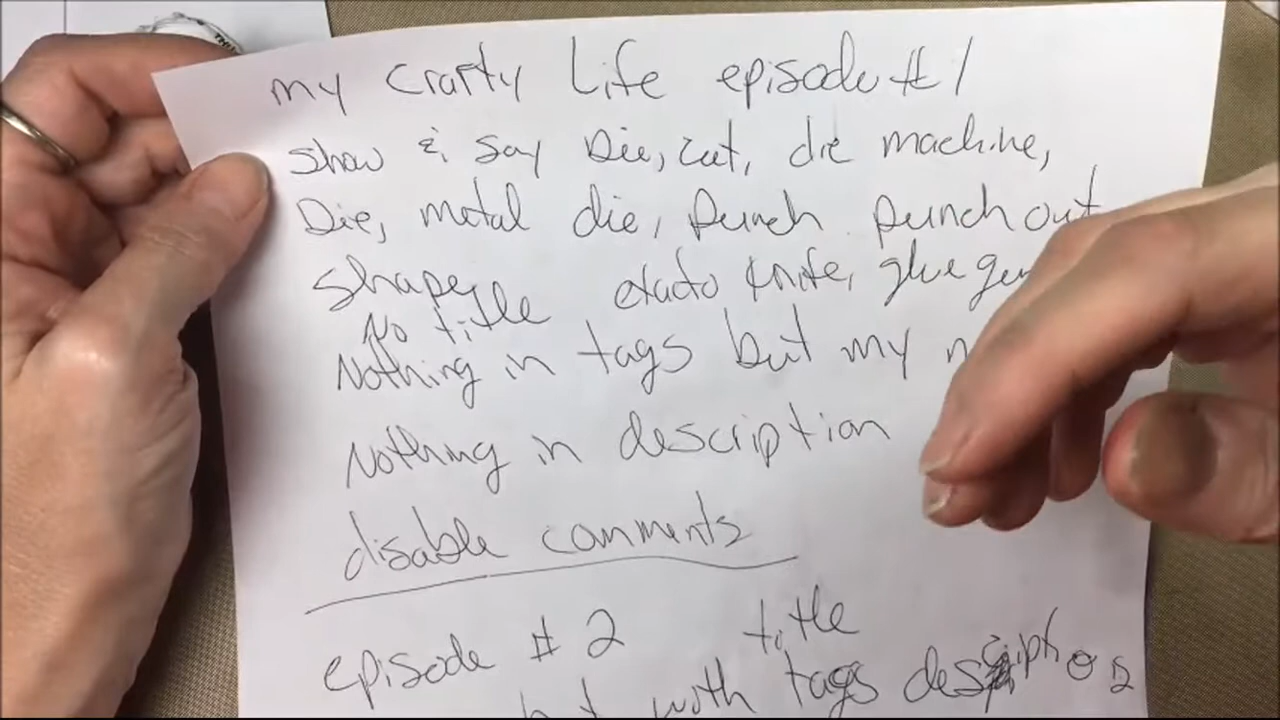 my Crafty Life episode #1
Show & Say Die, cut, die machine,
Die, metal die, Punch punch out
shape exacto knife, glue
No title
Nothing in tags but my
Nothing in description
disable comments
episode # 2 title
with tags